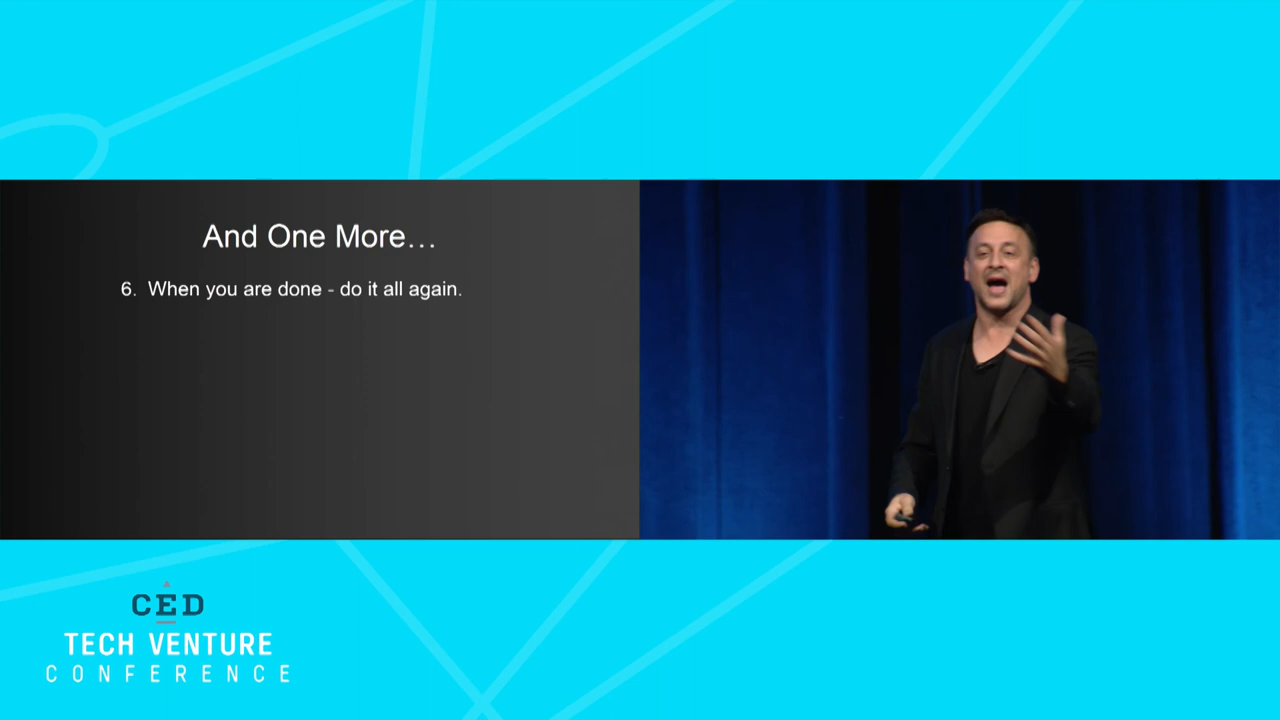 And One More…
6. When you are done - do it all again.
CED
TECH VENTURE
CONFERENCE